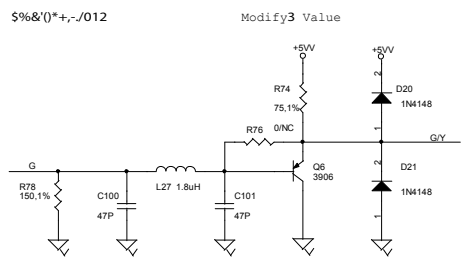 $%&'()*+,-./012 Modify3 Value
+5VV +5VV
R74
75,1%
2
D20
1N4148
R76
0/NC
1
G/Y
G
Q6
3906
2
D21
1N4148
R78
150,1%
C100
47P
L27 1.8uH
C101
47P
1